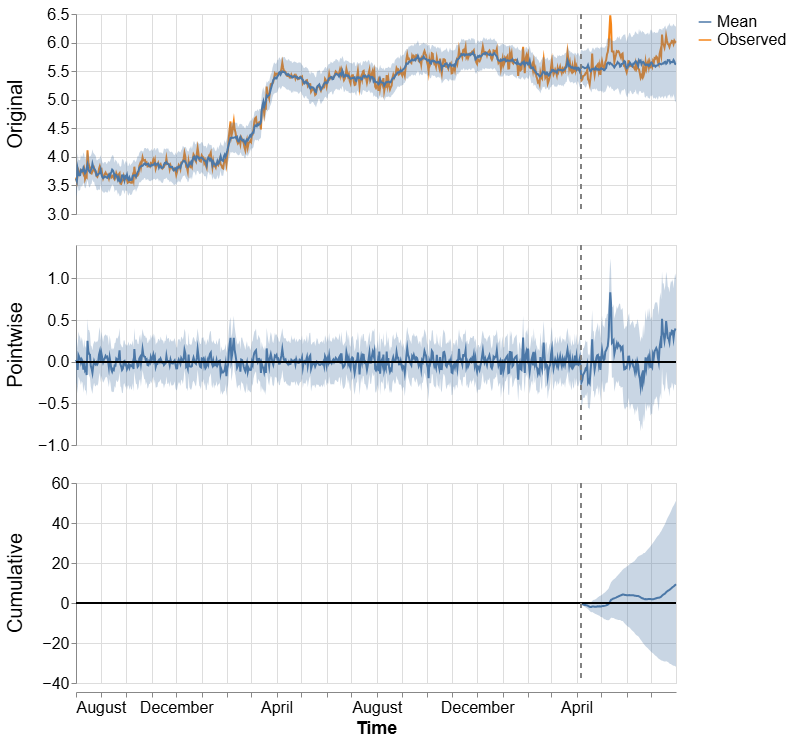 Original
6.5
6.0
5.5
5.0
4.5
4.0
3.5
3.0
Mean
Observed
Pointwise
1.0
0.5
0.0
−0.5
−1.0
Cumulative
60
40
20
0
−20
−40
August December April August December April
Time